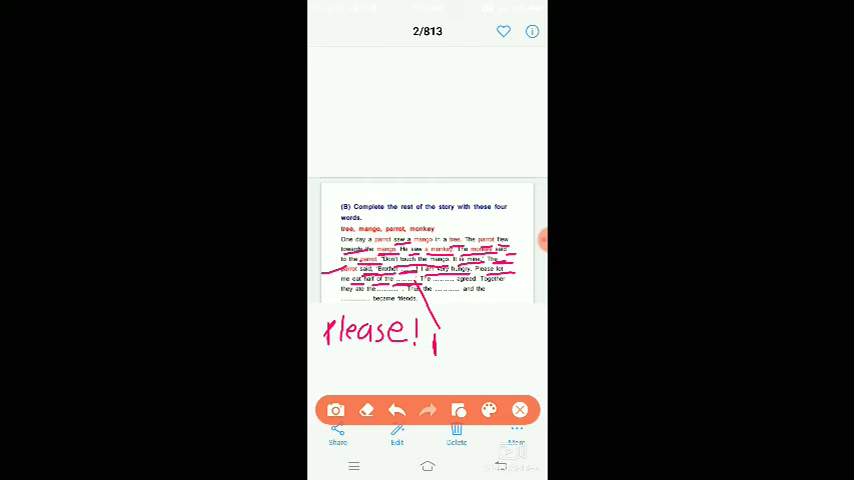 2/813
(B) Complete the rest of the story with these four
words.
tree, mango, parrot, monkey
One day a parrot saw a mango in a tree. The parrot flew
towards the mango. He saw a monkey. The monkey said
to the parrot, "Don't touch the mango. It is mine." The
parrot said, "Brother ........! I am very hungry. Please let
me eat half of the ......... The ......... agreed. Together
they ate the .......... Thus the .......... and the
............ became friends.
Please!
Share Edit Delete More